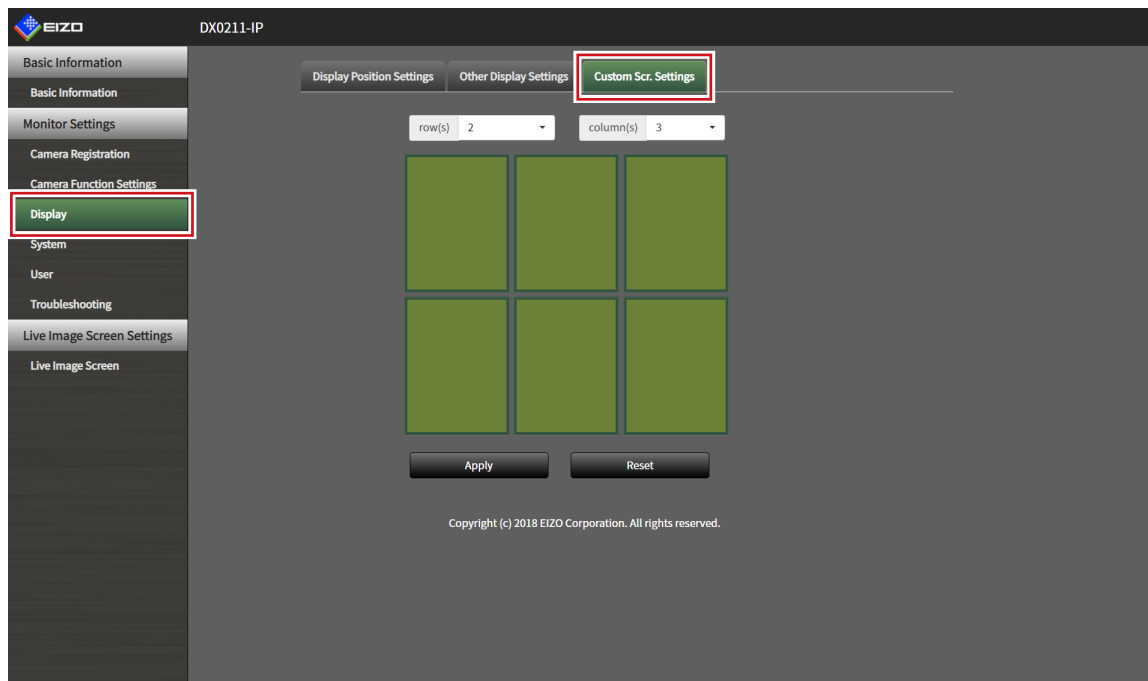 EIZO DX0211-IP
Basic Information
Basic Information
Monitor Settings
Camera Registration
Camera Function Settings
Display
System
User
Troubleshooting
Live Image Screen Settings
Live Image Screen
Display Position Settings Other Display Settings Custom Scr. Settings
row(s) 2 column(s) 3
Apply Reset
Copyright (c) 2018 EIZO Corporation. All rights reserved.